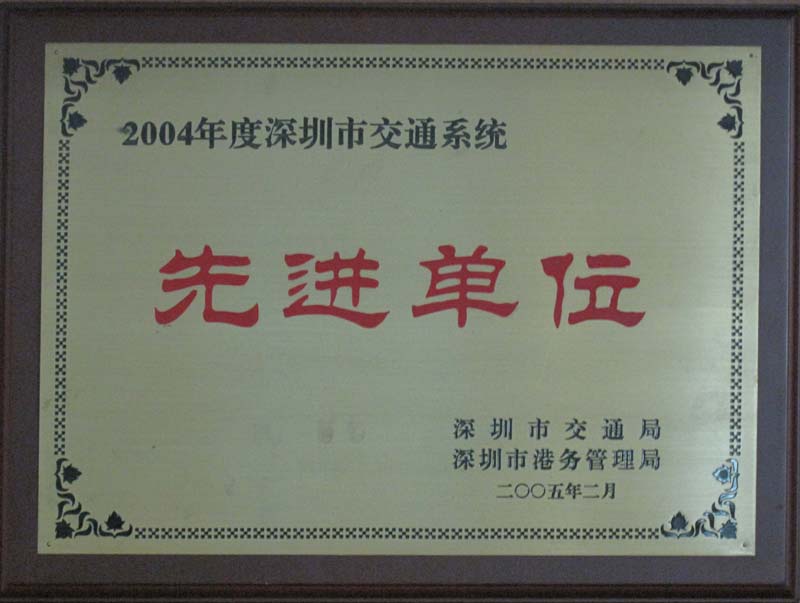 2004年度深圳市交通系统
先进单位
深圳市交通局
深圳市港务管理局
二〇〇五年二月